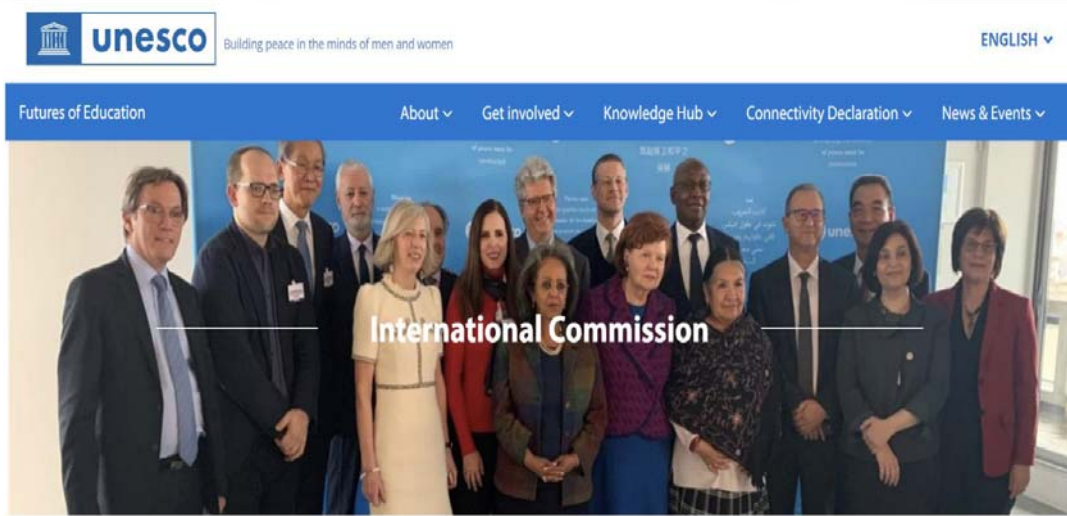 unesco
Building peace in the minds of men and women
ENGLISH
Futures of Education
About
Get involved
Knowledge Hub
Connectivity Declaration
News & Events
International Commission